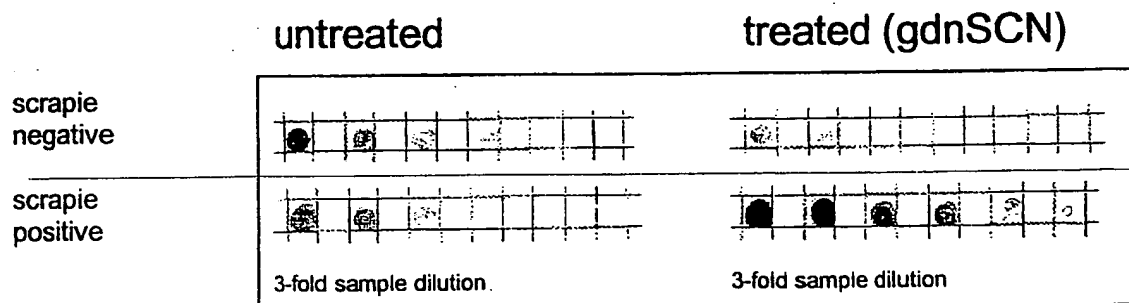 untreated
treated (gdnSCN)
scrapie
negative
scrapie
positive
3-fold sample dilution
3-fold sample dilution